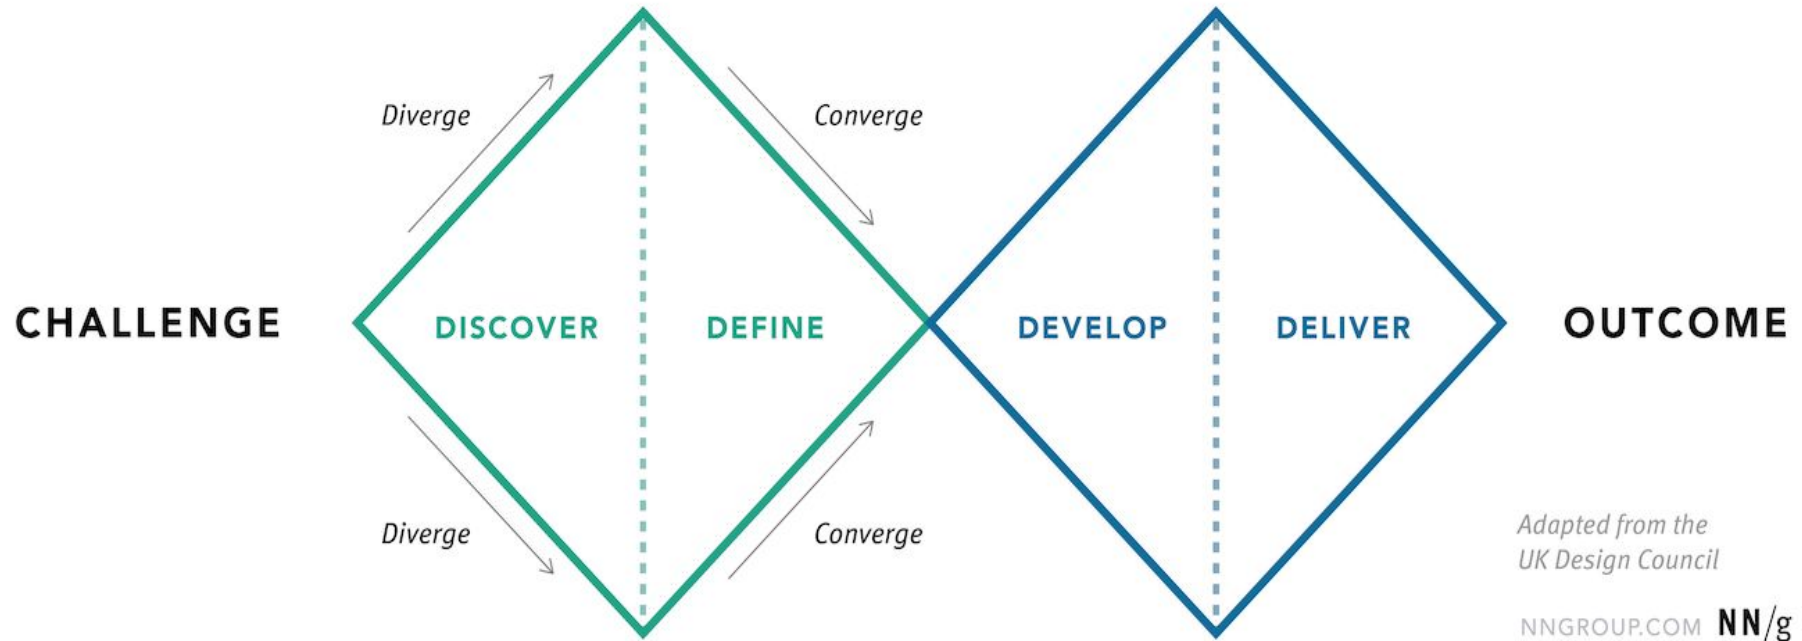 Diverge
Converge
CHALLENGE
DISCOVER
DEFINE
DEVELOP
DELIVER
OUTCOME
Diverge
Converge
Adapted from the
UK Design Council
NNGROUP.COM NN/g